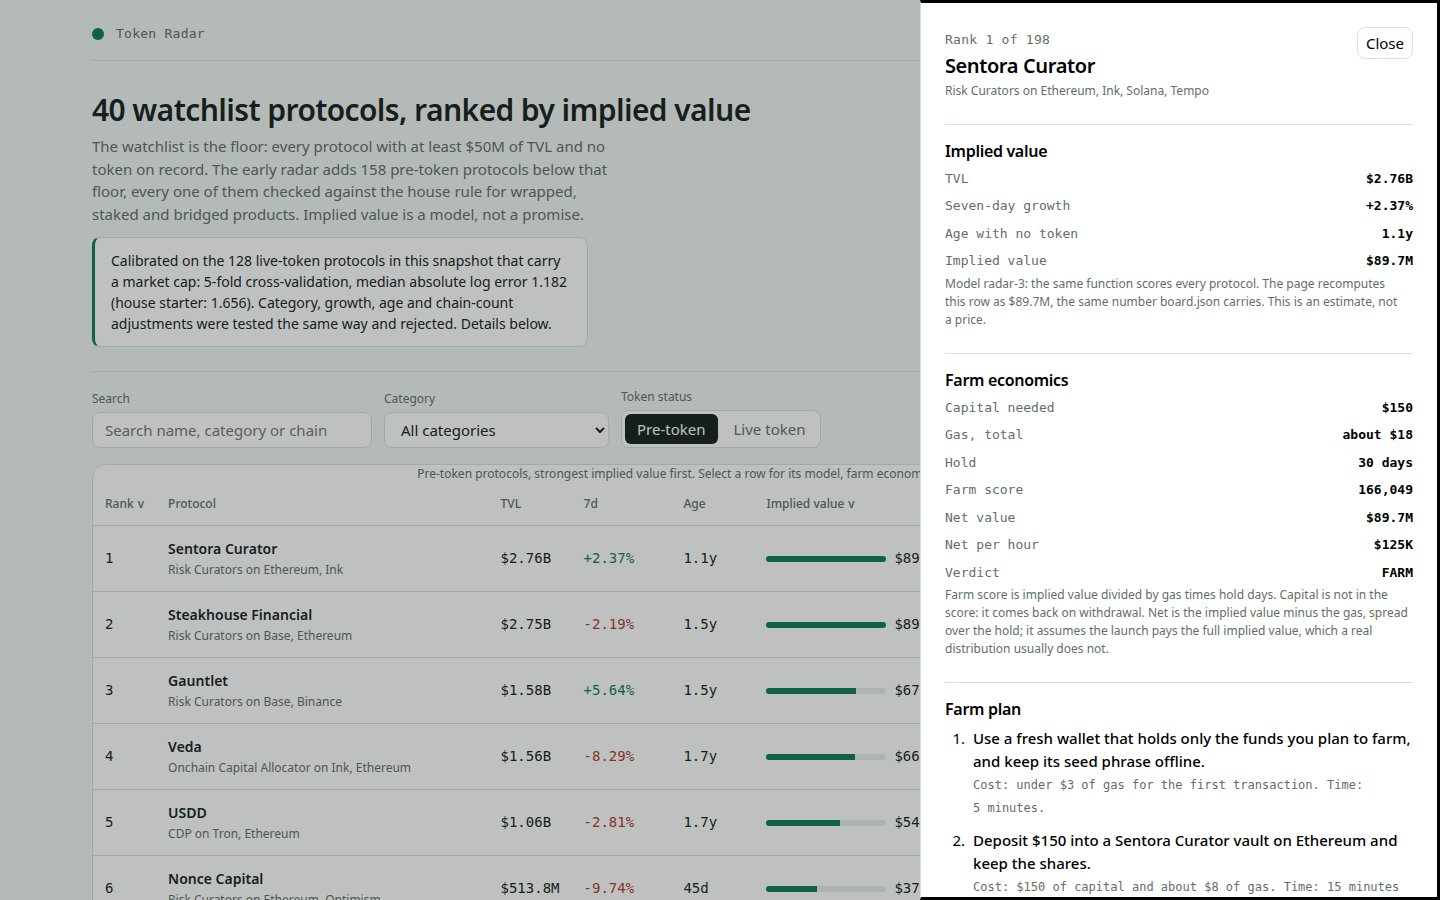 Token Radar
40 watchlist protocols, ranked by implied value
The watchlist is the floor: every protocol with at least $50M of TVL and no
token on record. The early radar adds 158 pre-token protocols below that
floor, every one of them checked against the house rule for wrapped,
staked and bridged products. Implied value is a model, not a promise.
Calibrated on the 128 live-token protocols in this snapshot that carry
a market cap: 5-fold cross-validation, median absolute log error 1.182
(house starter: 1.656). Category, growth, age and chain-count
adjustments were tested the same way and rejected. Details below.
Search
Category
Token status
Search name, category or chain
All categories
Pre-token
Live token
Pre-token protocols, strongest implied value first. Select a row for its model, farm econom
Rank v Protocol TVL 7d Age Implied value v
1 Sentora Curator $2.76B +2.37% 1.1y $89
Risk Curators on Ethereum, Ink
2 Steakhouse Financial $2.75B -2.19% 1.5y $89
Risk Curators on Base, Ethereum
3 Gauntlet $1.58B +5.64% 1.5y $67
Risk Curators on Base, Binance
4 Veda $1.56B -8.29% 1.7y $66
Onchain Capital Allocator on Ink, Ethereum
5 USDD $1.06B -2.81% 1.7y $54
CDP on Tron, Ethereum
6 Nonce Capital $513.8M -9.74% 45d $37
Risk Curators on Ethereum, Optimism
Rank 1 of 198
Close
Sentora Curator
Risk Curators on Ethereum, Ink, Solana, Tempo
Implied value
TVL $2.76B
Seven-day growth +2.37%
Age with no token 1.1y
Implied value $89.7M
Model radar-3: the same function scores every protocol. The page recomputes
this row as $89.7M, the same number board.json carries. This is an estimate, not
a price.
Farm economics
Capital needed $150
Gas, total about $18
Hold 30 days
Farm score 166,049
Net value $89.7M
Net per hour $125K
Verdict FARM
Farm score is implied value divided by gas times hold days. Capital is not in the
score: it comes back on withdrawal. Net is the implied value minus the gas, spread
over the hold; it assumes the launch pays the full implied value, which a real
distribution usually does not.
Farm plan
1. Use a fresh wallet that holds only the funds you plan to farm,
and keep its seed phrase offline.
Cost: under $3 of gas for the first transaction. Time:
5 minutes.
2. Deposit $150 into a Sentora Curator vault on Ethereum and
keep the shares.
Cost: $150 of capital and about $8 of gas. Time: 15 minutes